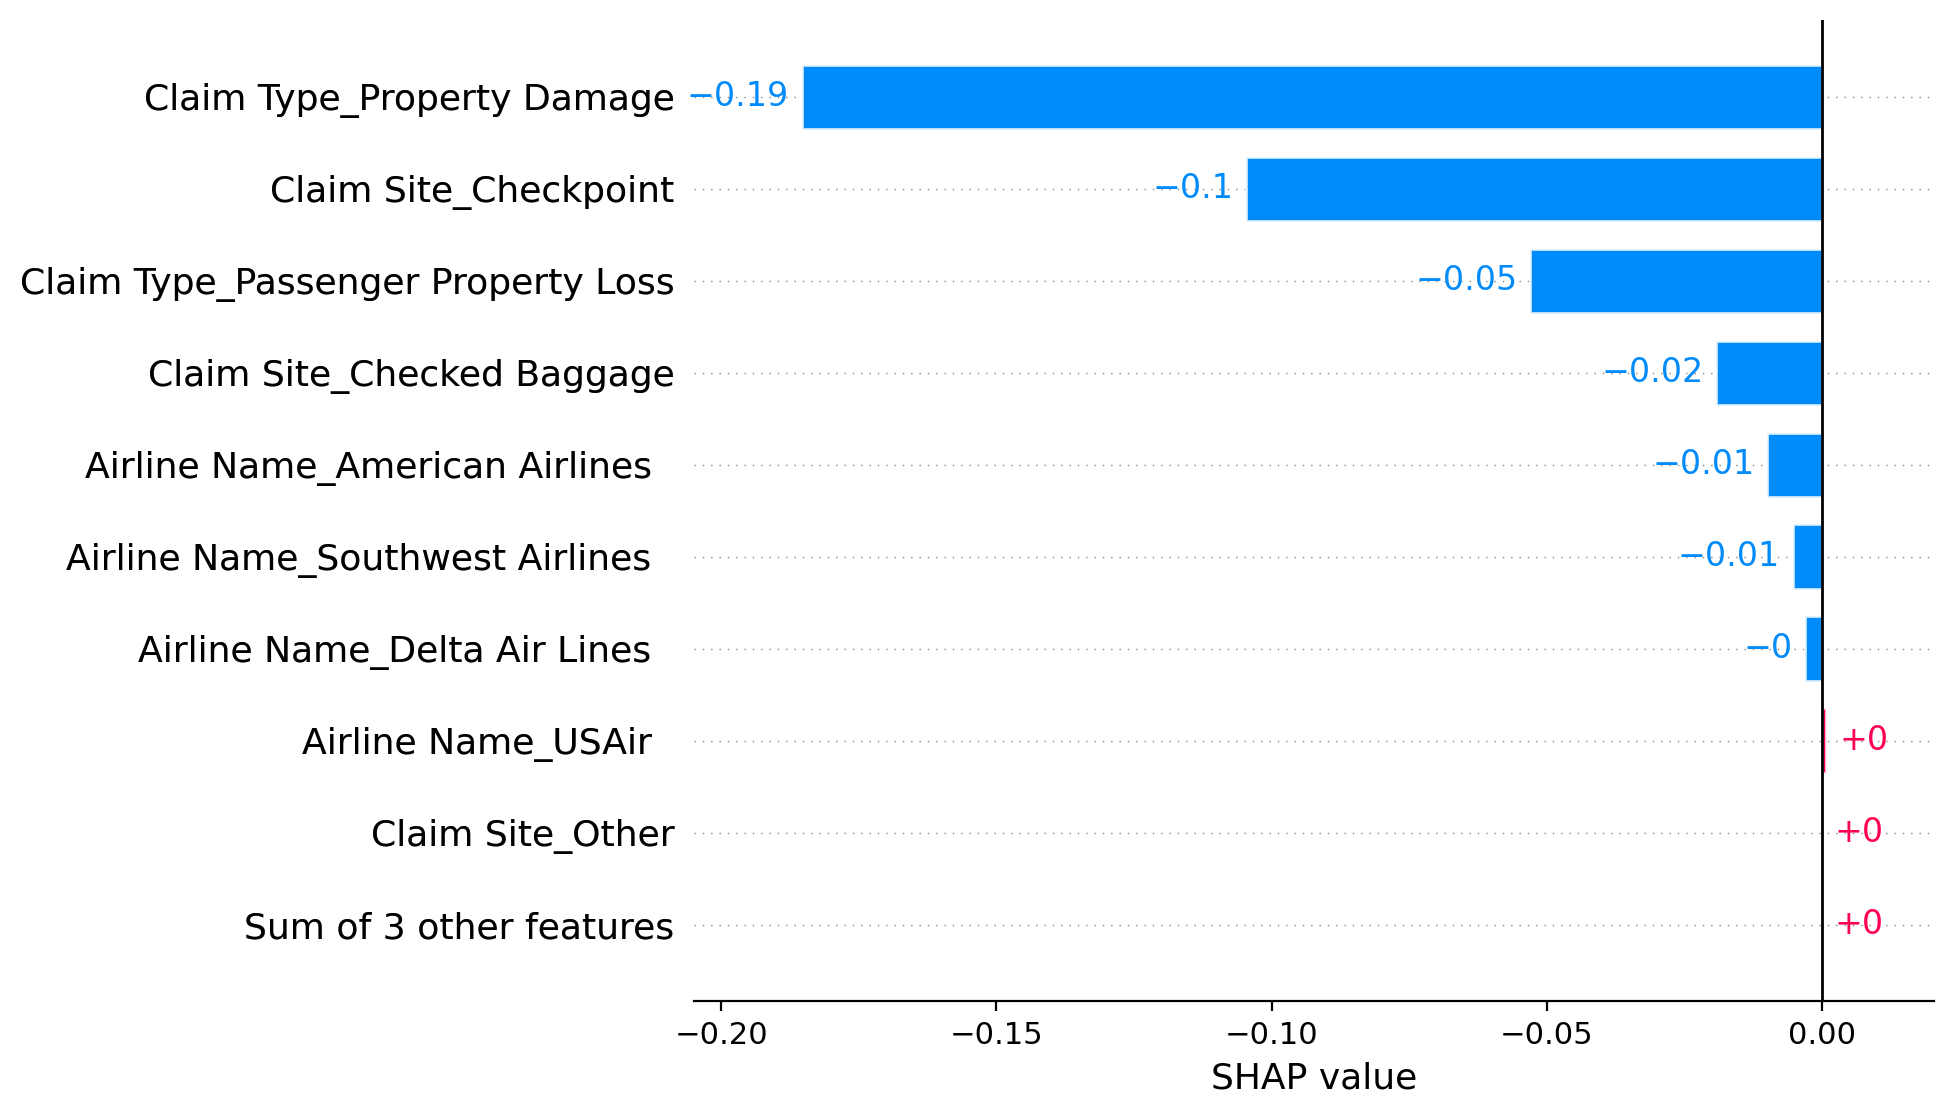 Claim Type_Property Damage −0.19
Claim Site_Checkpoint −0.1
Claim Type_Passenger Property Loss −0.05
Claim Site_Checked Baggage −0.02
Airline Name_American Airlines −0.01
Airline Name_Southwest Airlines −0.01
Airline Name_Delta Air Lines −0
Airline Name_USAir +0
Claim Site_Other +0
Sum of 3 other features +0
−0.20 −0.15 −0.10 −0.05 0.00
SHAP value